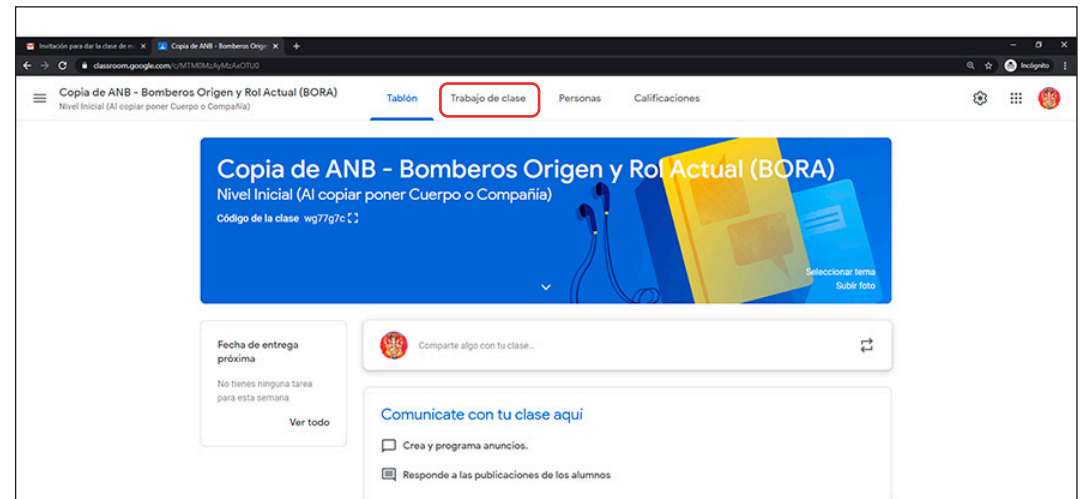 Invitación para dar la clase de
Copia de ANB - Bomberos Orige
classroom.google.com/c/MTM0MzAyMzAxOTU0
Incógnito
Copia de ANB - Bomberos Origen y Rol Actual (BORA)
Nivel Inicial (Al copiar poner Cuerpo o Compañía)
Tablón
Trabajo de clase
Personas
Calificaciones
Copia de ANB - Bomberos Origen y Rol Actual (BORA)
Nivel Inicial (Al copiar poner Cuerpo o Compañía)
Código de la clase wg77g7c
Seleccionar tema
Subir foto
Fecha de entrega
próxima
No tienes ninguna tarea
para esta semana
Ver todo
Comparte algo con tu clase...
Comunícate con tu clase aquí
Crea y programa anuncios.
Responde a las publicaciones de los alumnos